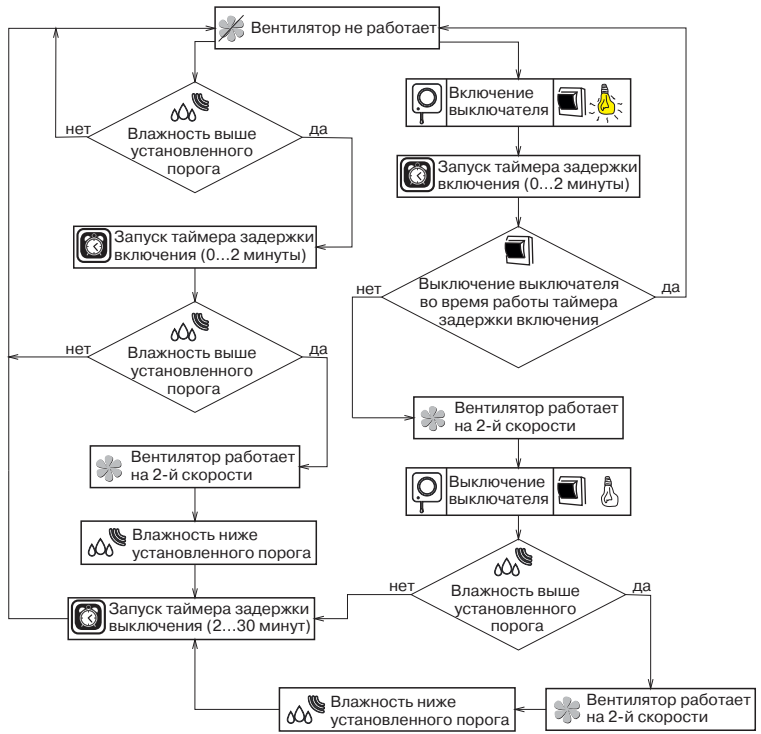 Вентилятор не работает
Включение
выключателя
Влажность выше
установленного
порога
нет
да
Запуск таймера задержки
включения (0...2 минуты)
Запуск таймера задержки
включения (0...2 минуты)
Выключение выключателя
во время работы таймера
задержки включения
нет
да
Влажность выше
установленного
порога
нет
да
Вентилятор работает
на 2-й скорости
Вентилятор работает
на 2-й скорости
Выключение
выключателя
Влажность ниже
установленного порога
Влажность выше
установленного
порога
нет
да
Запуск таймера задержки
выключения (2...30 минут)
Влажность ниже
установленного порога
Вентилятор работает
на 2-й скорости